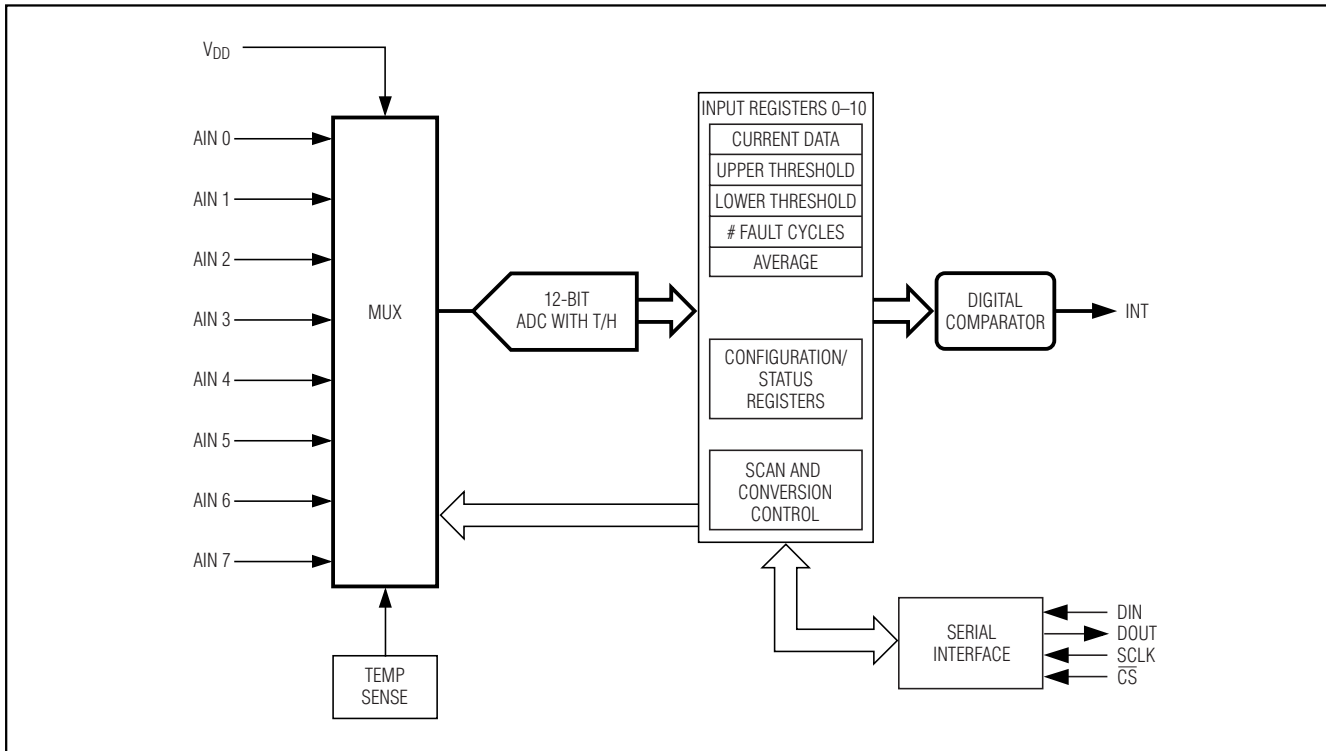 VDD
AIN 0
AIN 1
AIN 2
AIN 3
AIN 4
AIN 5
AIN 6
AIN 7
MUX
TEMP
SENSE
12-BIT
ADC WITH T/H
INPUT REGISTERS 0–10
CURRENT DATA
UPPER THRESHOLD
LOWER THRESHOLD
# FAULT CYCLES
AVERAGE
CONFIGURATION/
STATUS
REGISTERS
SCAN AND
CONVERSION
CONTROL
DIGITAL
COMPARATOR
INT
SERIAL
INTERFACE
DIN
DOUT
SCLK
C̅S̅